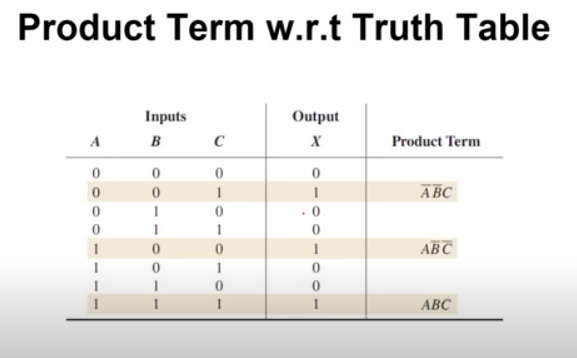 Product Term w.r.t Truth Table
Inputs Output
A B C X Product Term
0 0 0 0
0 0 1 1 A̅B̅C
0 1 0 0
0 1 1 0
1 0 0 1 AB̅C̅
1 0 1 0
1 1 0 0
1 1 1 1 ABC